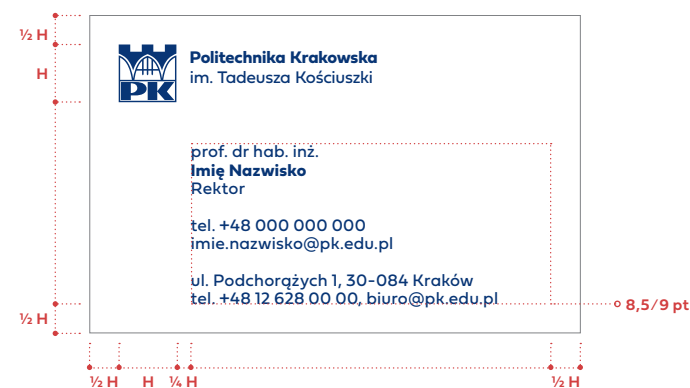 ½ H
H
PK
Politechnika Krakowska
im. Tadeusza Kościuszki
prof. dr hab. inż.
Imię Nazwisko
Rektor
tel. +48 000 000 000
imie.nazwisko@pk.edu.pl
ul. Podchorążych 1, 30-084 Kraków
tel. +48 12 628 00 00, biuro@pk.edu.pl
½ H
8,5/9 pt
½ H H ¼ H ½ H